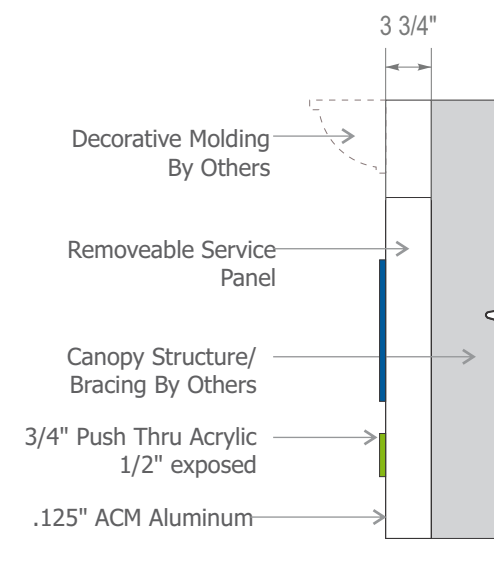 3 3/4"
Decorative Molding
By Others
Removeable Service
Panel
Canopy Structure/
Bracing By Others
3/4" Push Thru Acrylic
1/2" exposed
.125" ACM Aluminum